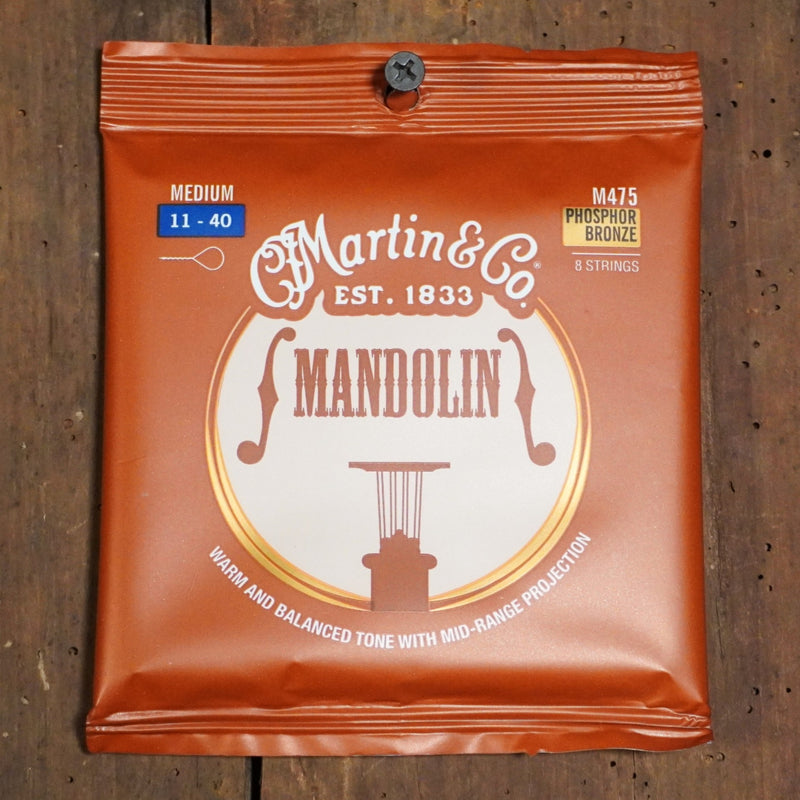 MEDIUM
11 - 40
M475
PHOSPHOR
BRONZE
8 STRINGS
CF Martin & Co.®
EST. 1833
MANDOLIN
WARM AND BALANCED TONE WITH MID-RANGE PROJECTION